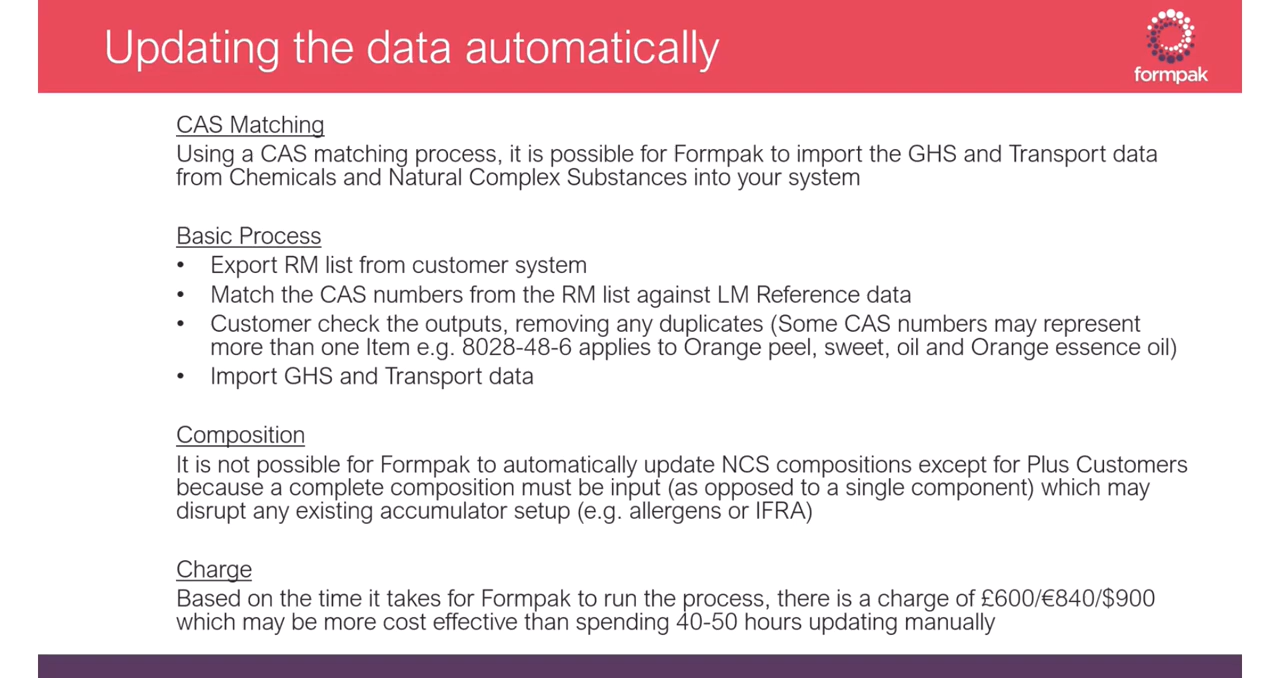 Updating the data automatically
formpak
CAS Matching
Using a CAS matching process, it is possible for Formpak to import the GHS and Transport data
from Chemicals and Natural Complex Substances into your system
Basic Process
• Export RM list from customer system
• Match the CAS numbers from the RM list against LM Reference data
• Customer check the outputs, removing any duplicates (Some CAS numbers may represent
more than one Item e.g. 8028-48-6 applies to Orange peel, sweet, oil and Orange essence oil)
• Import GHS and Transport data
Composition
It is not possible for Formpak to automatically update NCS compositions except for Plus Customers
because a complete composition must be input (as opposed to a single component) which may
disrupt any existing accumulator setup (e.g. allergens or IFRA)
Charge
Based on the time it takes for Formpak to run the process, there is a charge of £600/€840/$900
which may be more cost effective than spending 40-50 hours updating manually